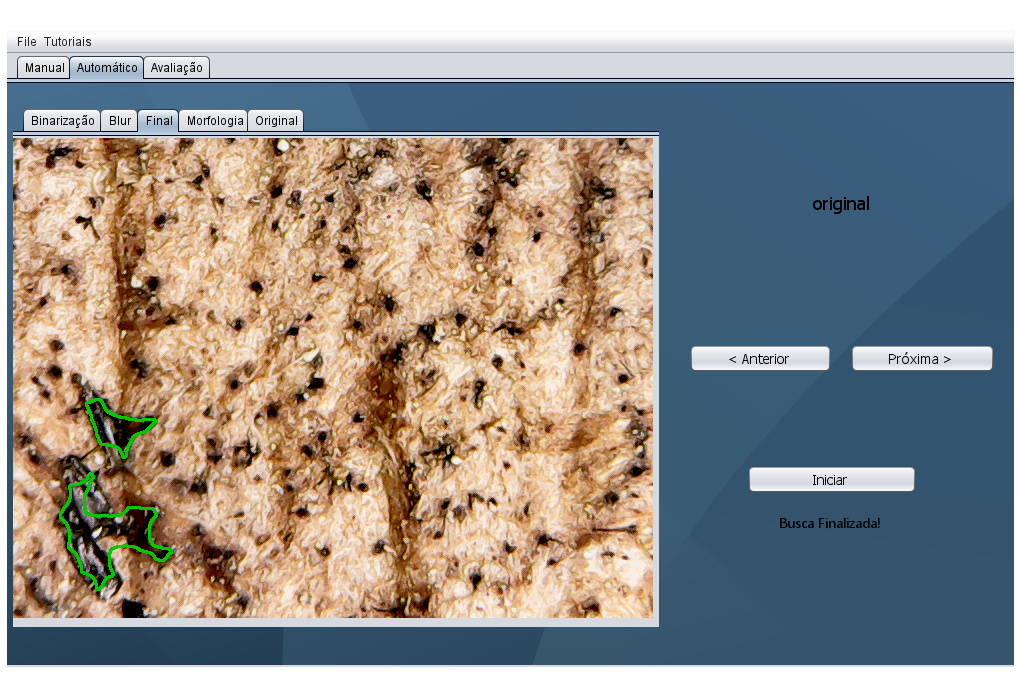 File Tutoriais
Manual Automático Avaliação
Binarização Blur Final Morfologia Original
original
< Anterior Próxima >
Iniciar
Busca Finalizada!